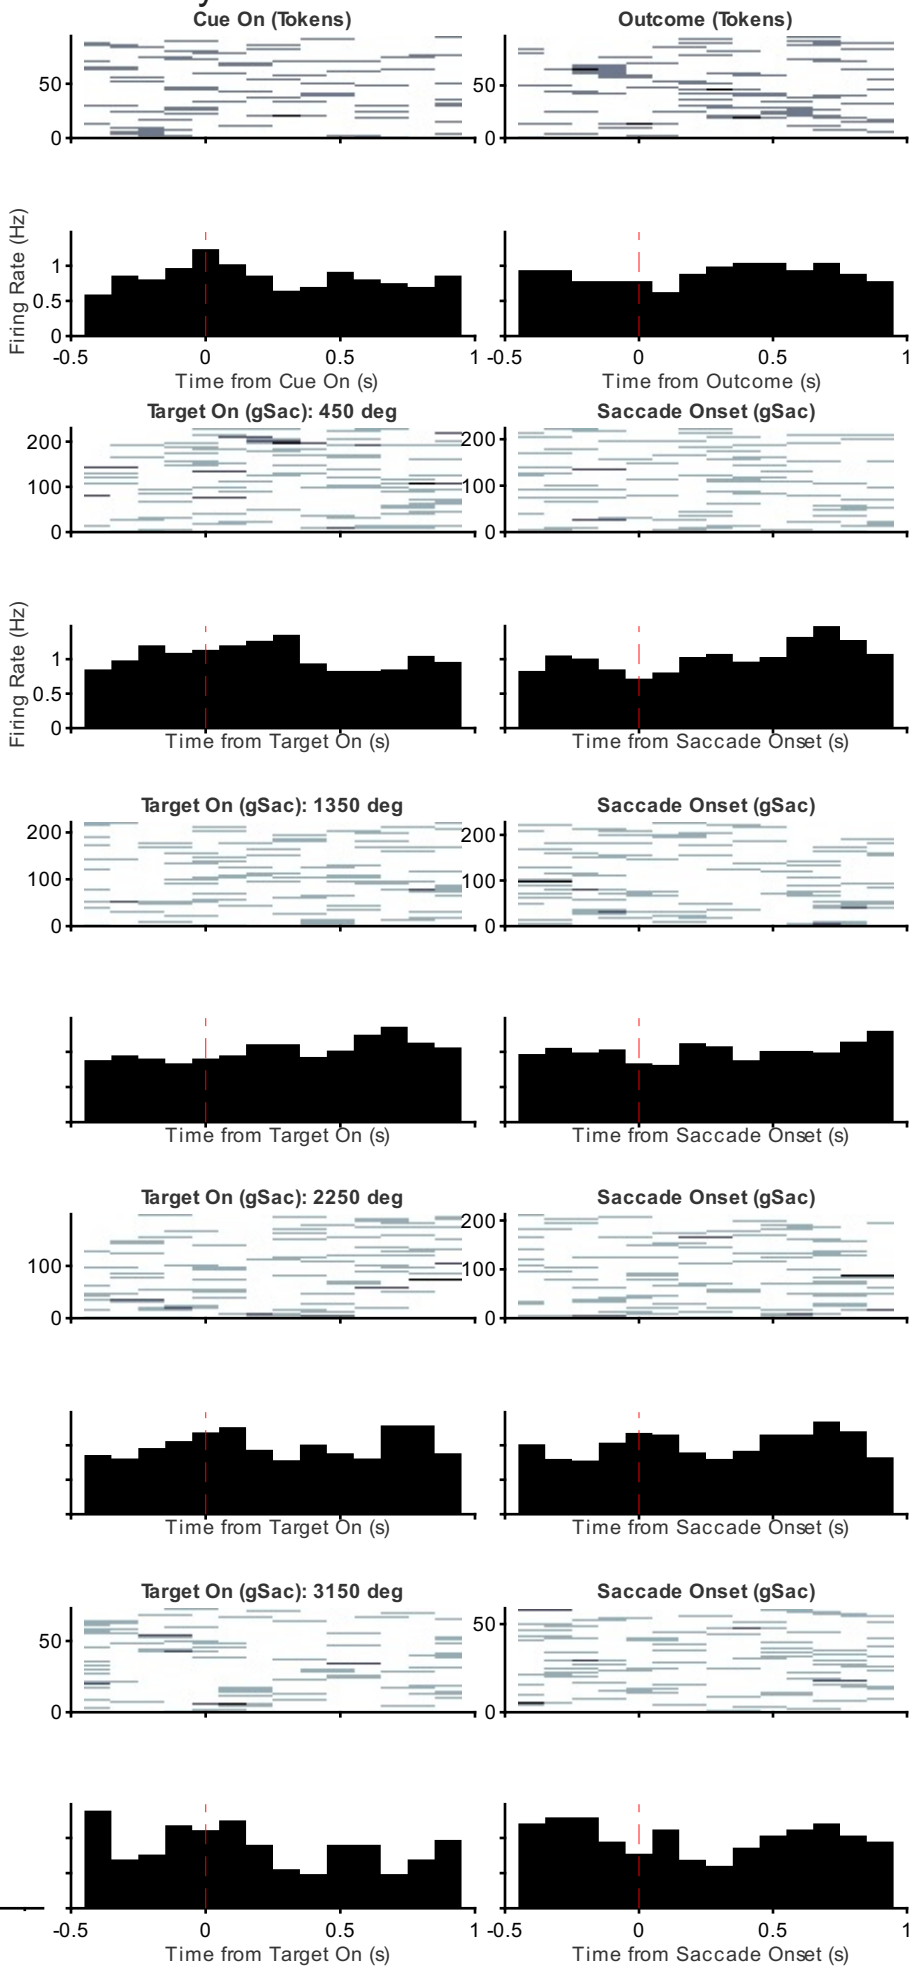 Cue On (Tokens)
Outcome (Tokens)
50
0
50
0
Firing Rate (Hz)
1
0.5
0
-0.5 0 0.5 1
-0.5 0 0.5 1
Time from Cue On (s)
Time from Outcome (s)
Target On (gSac): 450 deg
Saccade Onset (gSac)
200
100
0
200
100
0
Firing Rate (Hz)
1
0.5
0
Time from Target On (s)
Time from Saccade Onset (s)
Target On (gSac): 1350 deg
Saccade Onset (gSac)
200
100
0
200
100
0
Time from Target On (s)
Time from Saccade Onset (s)
Target On (gSac): 2250 deg
Saccade Onset (gSac)
100
0
200
100
0
Time from Target On (s)
Time from Saccade Onset (s)
Target On (gSac): 3150 deg
Saccade Onset (gSac)
50
0
50
0
-0.5 0 0.5 1
-0.5 0 0.5 1
Time from Target On (s)
Time from Saccade Onset (s)